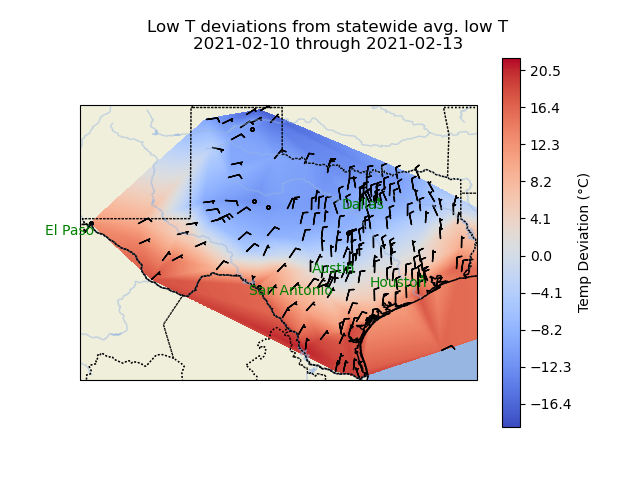 Low T deviations from statewide avg. low T
2021-02-10 through 2021-02-13
20.5
16.4
12.3
8.2
4.1
0.0
−4.1
−8.2
−12.3
−16.4
Temp Deviation (°C)
Dallas
El Paso
Austin
Houston
San Antonio